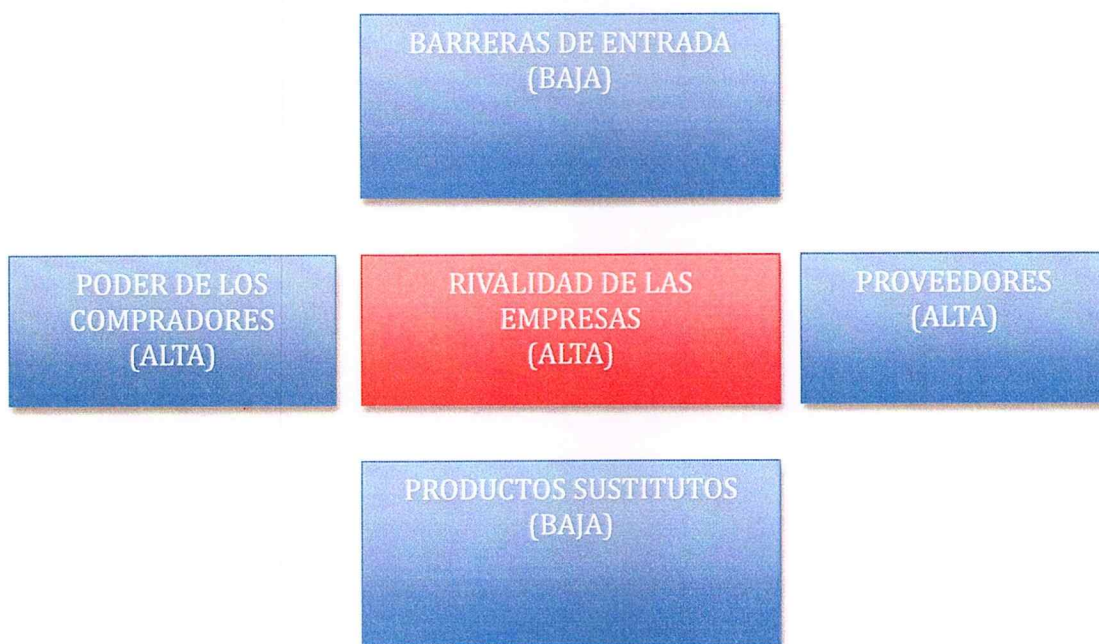 BARRERAS DE ENTRADA
(BAJA)
PODER DE LOS
COMPRADORES
(ALTA)
RIVALIDAD DE LAS
EMPRESAS
(ALTA)
PROVEEDORES
(ALTA)
PRODUCTOS SUSTITUTOS
(BAJA)